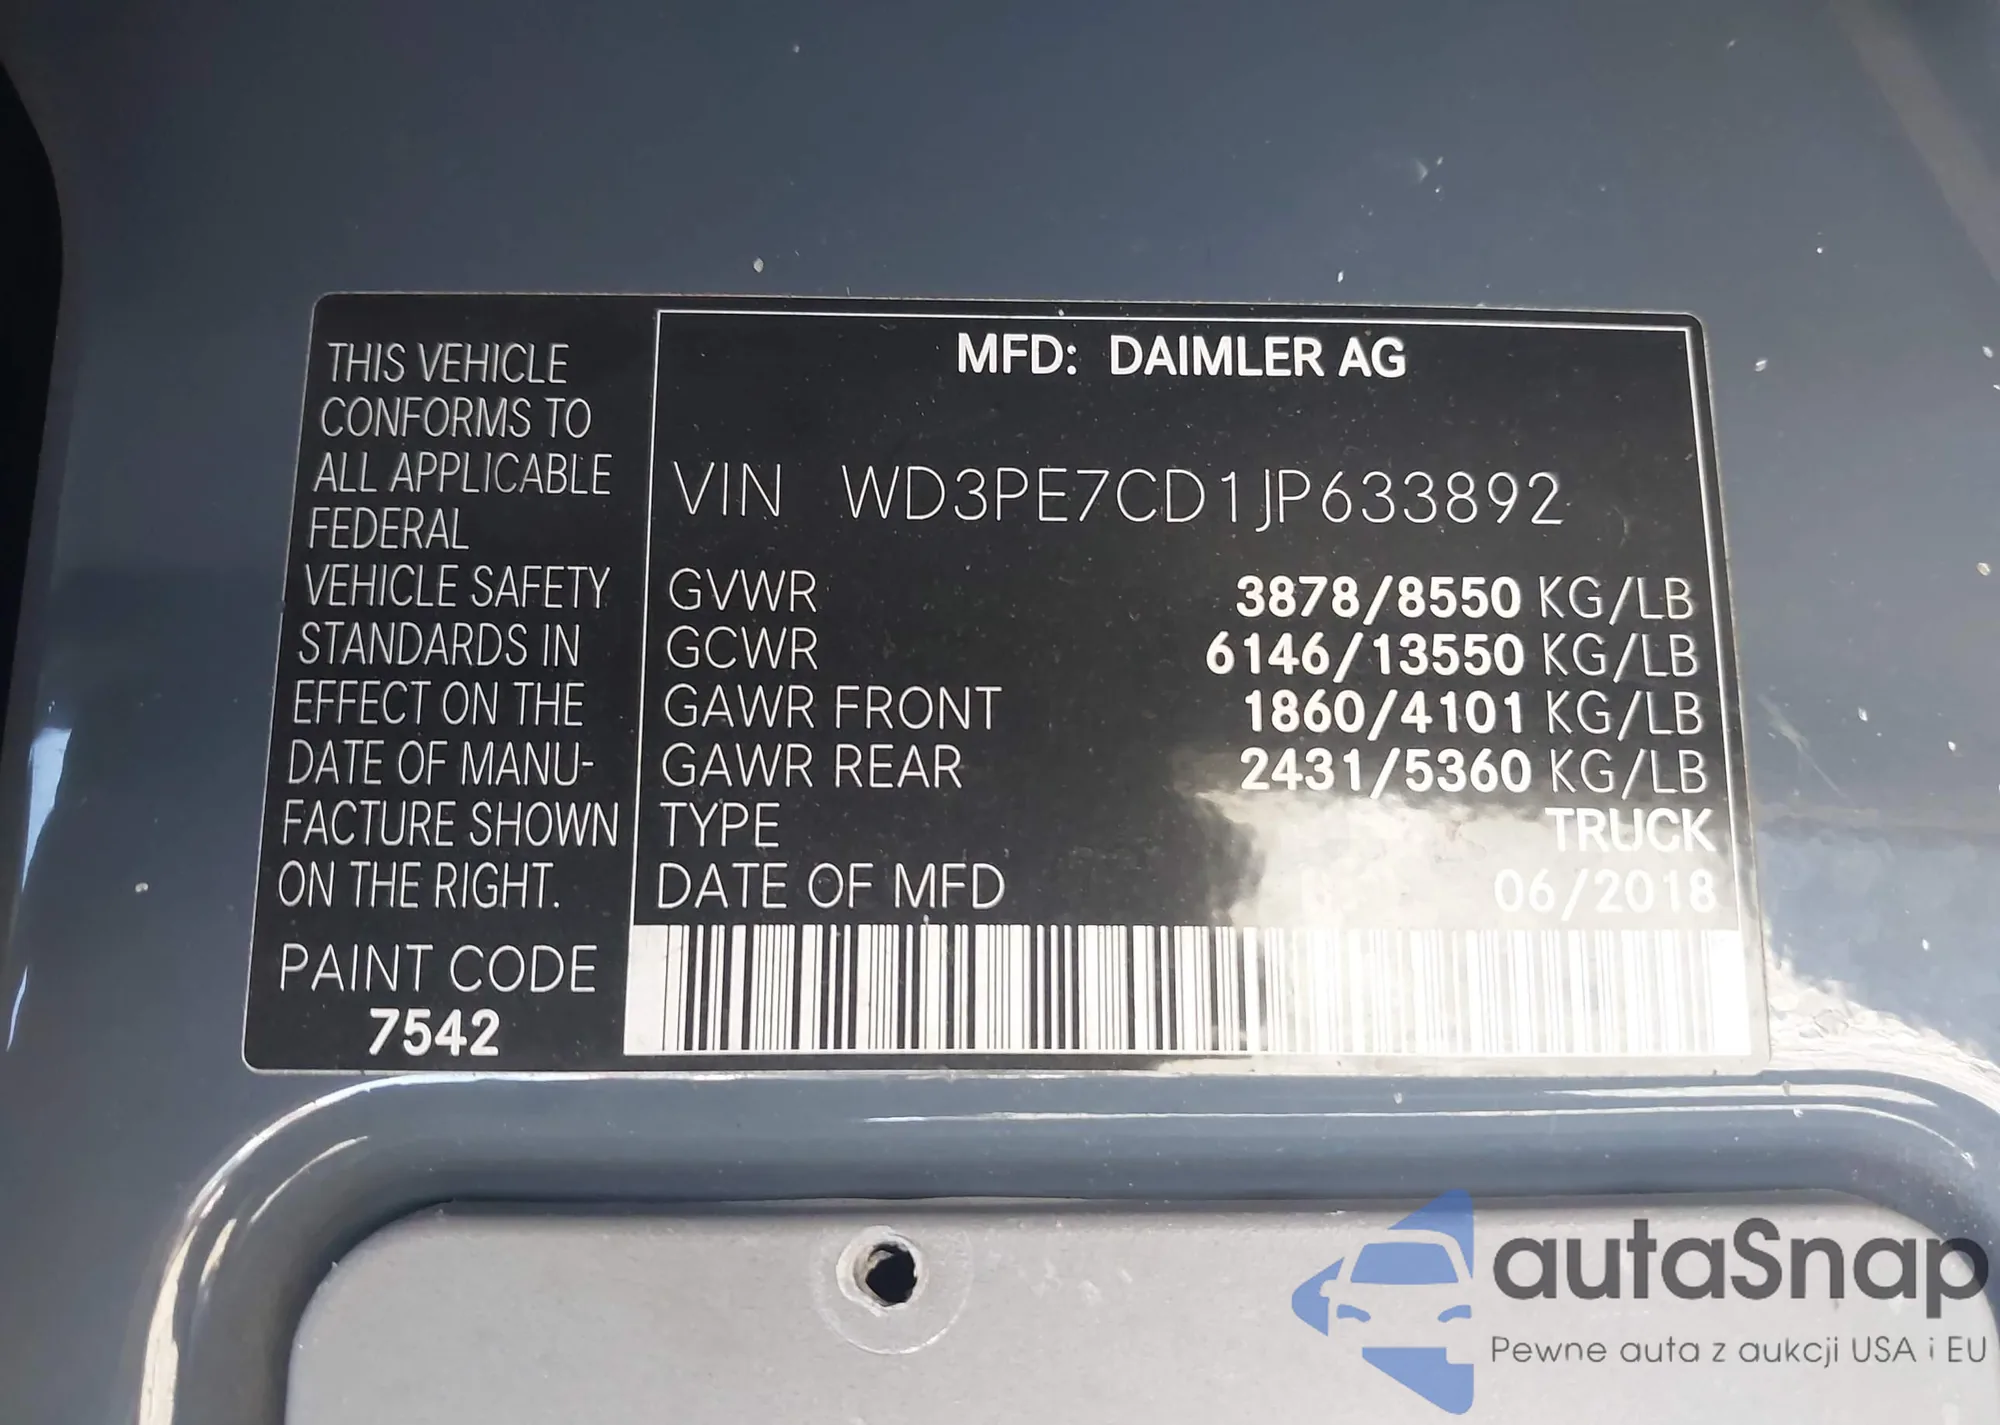 THIS VEHICLE
CONFORMS TO
ALL APPLICABLE
FEDERAL
VEHICLE SAFETY
STANDARDS IN
EFFECT ON THE
DATE OF MANU-
FACTURE SHOWN
ON THE RIGHT.
PAINT CODE
7542
MFD: DAIMLER AG
VIN WD3PE7CD1JP633892
GVWR 3878/8550 KG/LB
GCWR 6146/13550 KG/LB
GAWR FRONT 1860/4101 KG/LB
GAWR REAR 2431/5360 KG/LB
TYPE TRUCK
DATE OF MFD 06/2018
autaSnap
Pewne auta z aukcji USA i EU